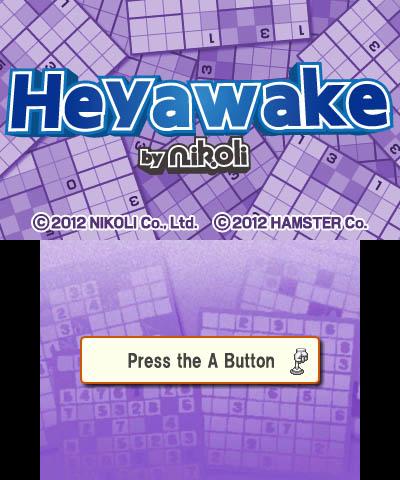 Heyawake
by nikoli
©2012 NIKOLI Co., Ltd. ©2012 HAMSTER Co.
Press the A Button